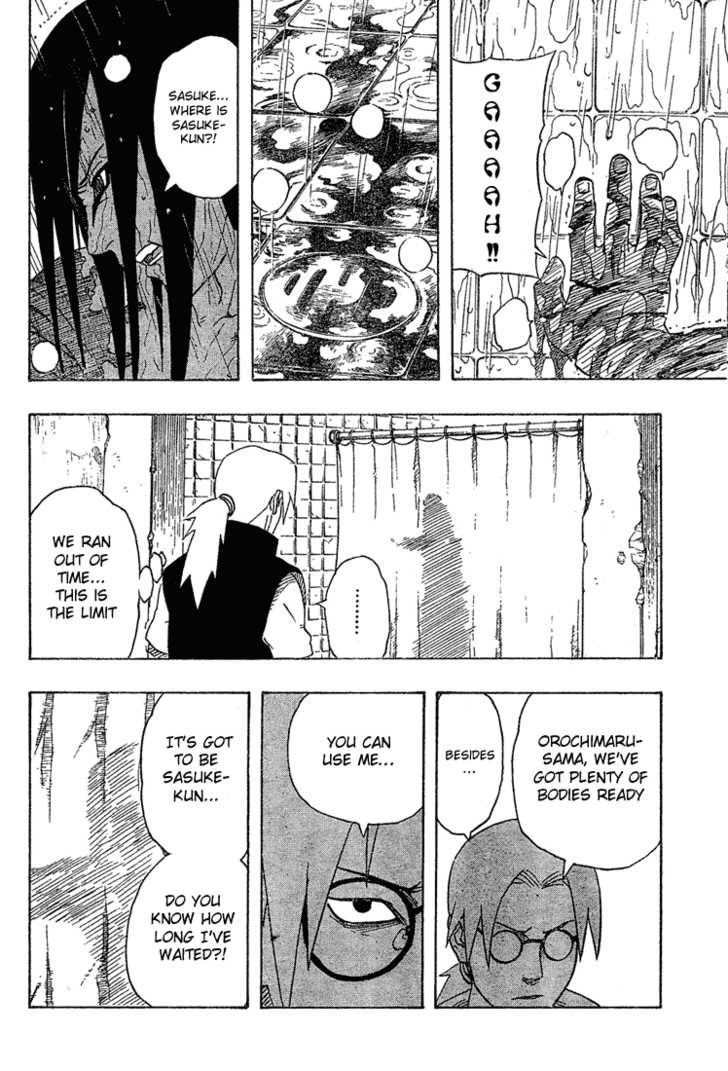 GAAAAH!!
SASUKE...
WHERE IS
SASUKE-
KUN?!
.........
WE RAN
OUT OF
TIME...
THIS IS
THE LIMIT
OROCHIMARU-
SAMA, WE'VE
GOT PLENTY OF
BODIES READY
BESIDES
...
YOU CAN
USE ME...
IT'S GOT
TO BE
SASUKE-
KUN...
DO YOU
KNOW HOW
LONG I'VE
WAITED?!